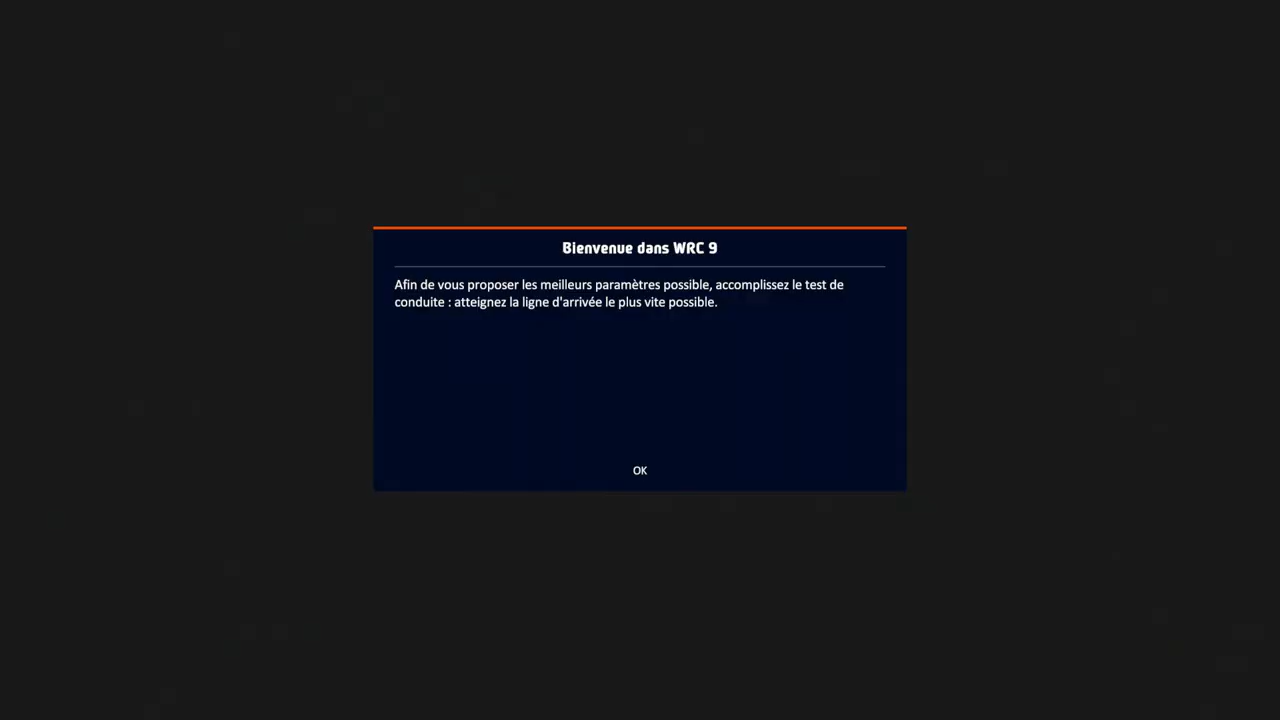 Bienvenue dans WRC 9
Afin de vous proposer les meilleurs paramètres possible, accomplissez le test de
conduite : atteignez la ligne d'arrivée le plus vite possible.
OK